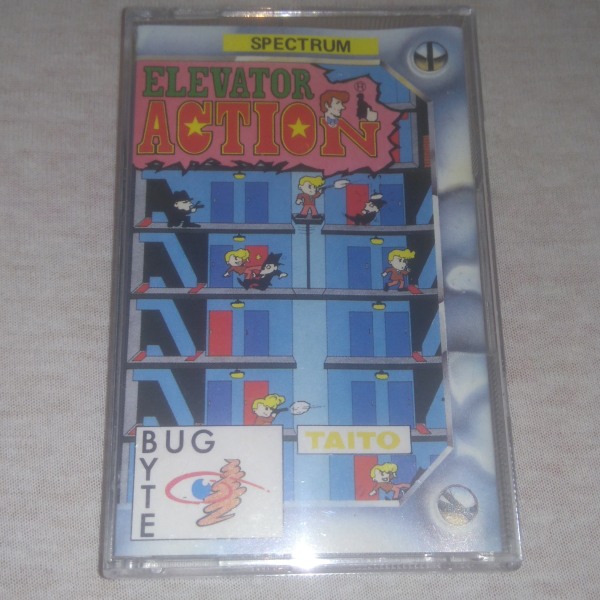 SPECTRUM
ELEVATOR
ACTION
®
BUG
BYTE
TAITO